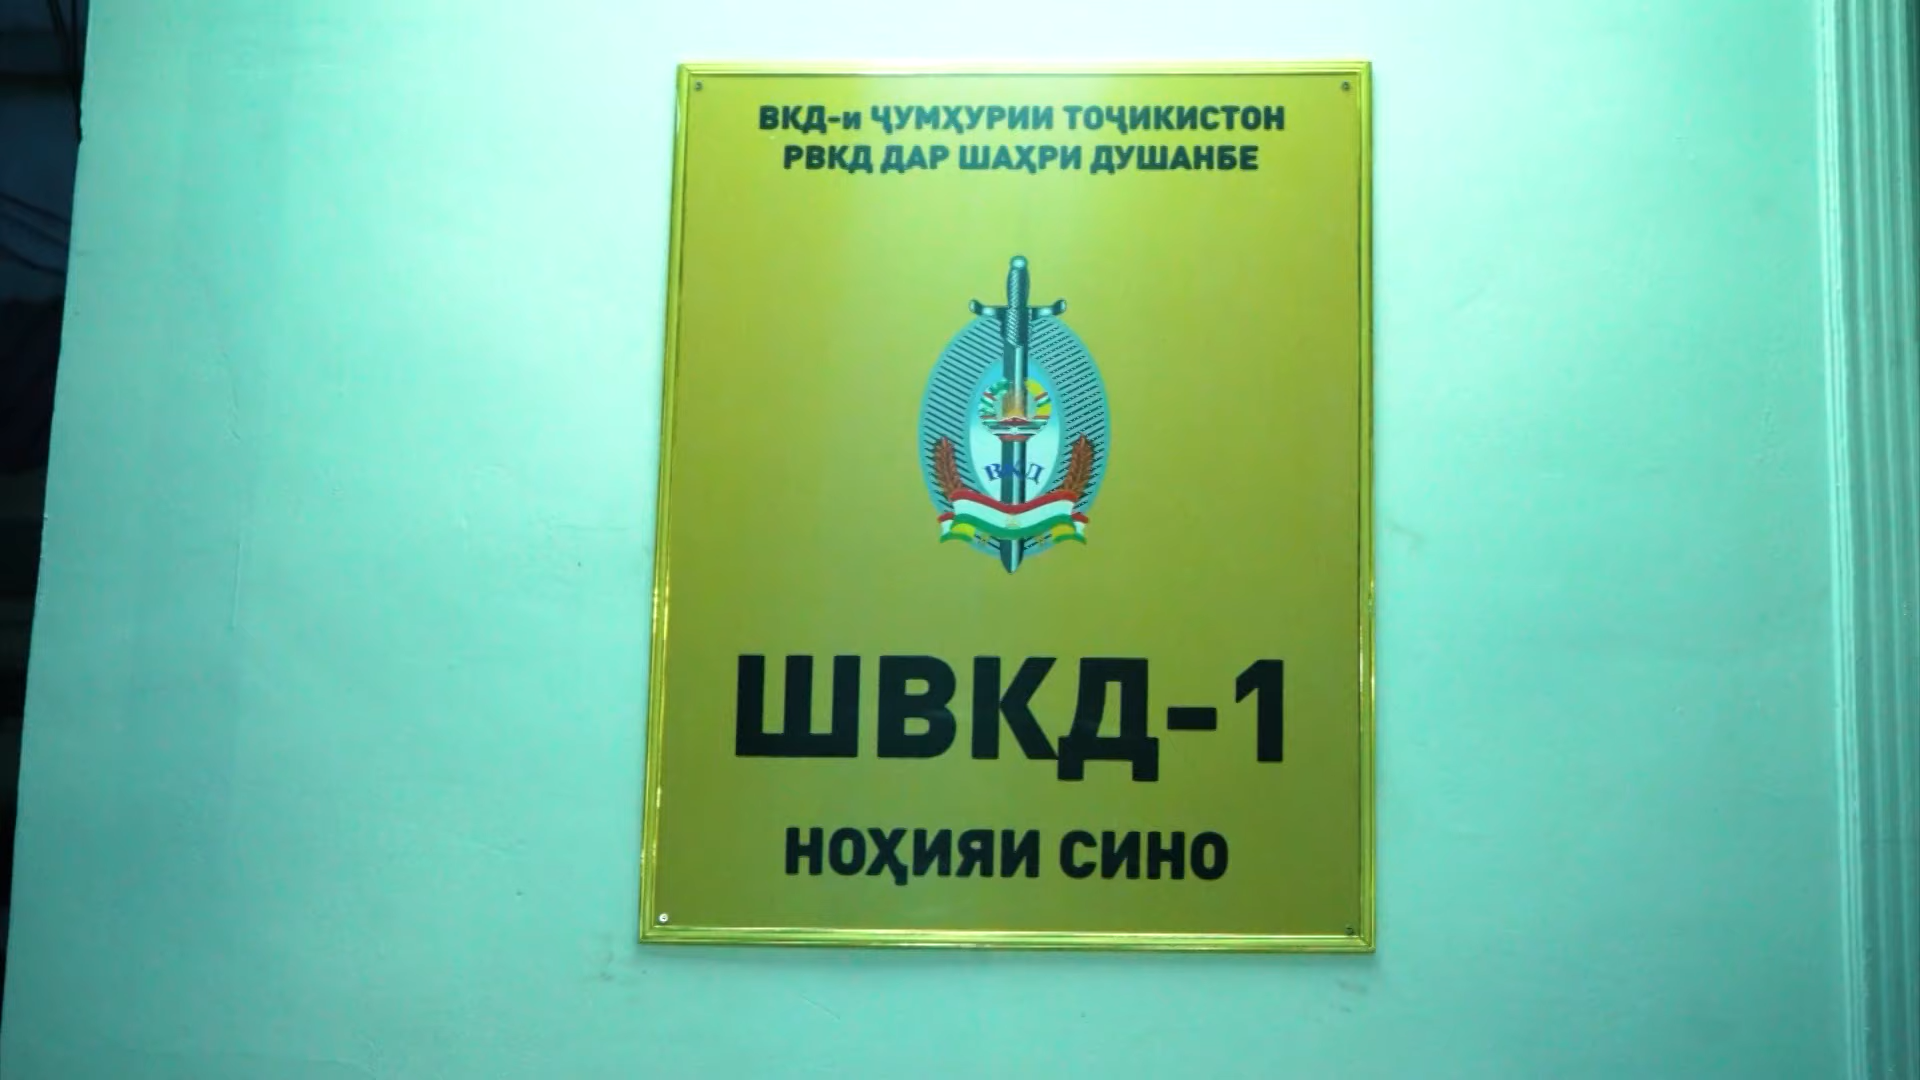 ВКД-и ҶУМҲУРИИ ТОҶИКИСТОН
РВКД ДАР ШАҲРИ ДУШАНБЕ
ВКД
ШВКД-1
НОҲИЯИ СИНО